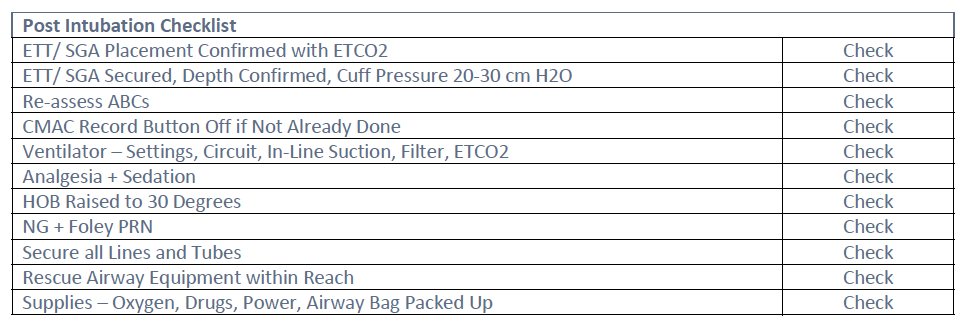 Post Intubation Checklist
ETT/ SGA Placement Confirmed with ETCO2 Check
ETT/ SGA Secured, Depth Confirmed, Cuff Pressure 20-30 cm H2O Check
Re-assess ABCs Check
CMAC Record Button Off if Not Already Done Check
Ventilator – Settings, Circuit, In-Line Suction, Filter, ETCO2 Check
Analgesia + Sedation Check
HOB Raised to 30 Degrees Check
NG + Foley PRN Check
Secure all Lines and Tubes Check
Rescue Airway Equipment within Reach Check
Supplies – Oxygen, Drugs, Power, Airway Bag Packed Up Check